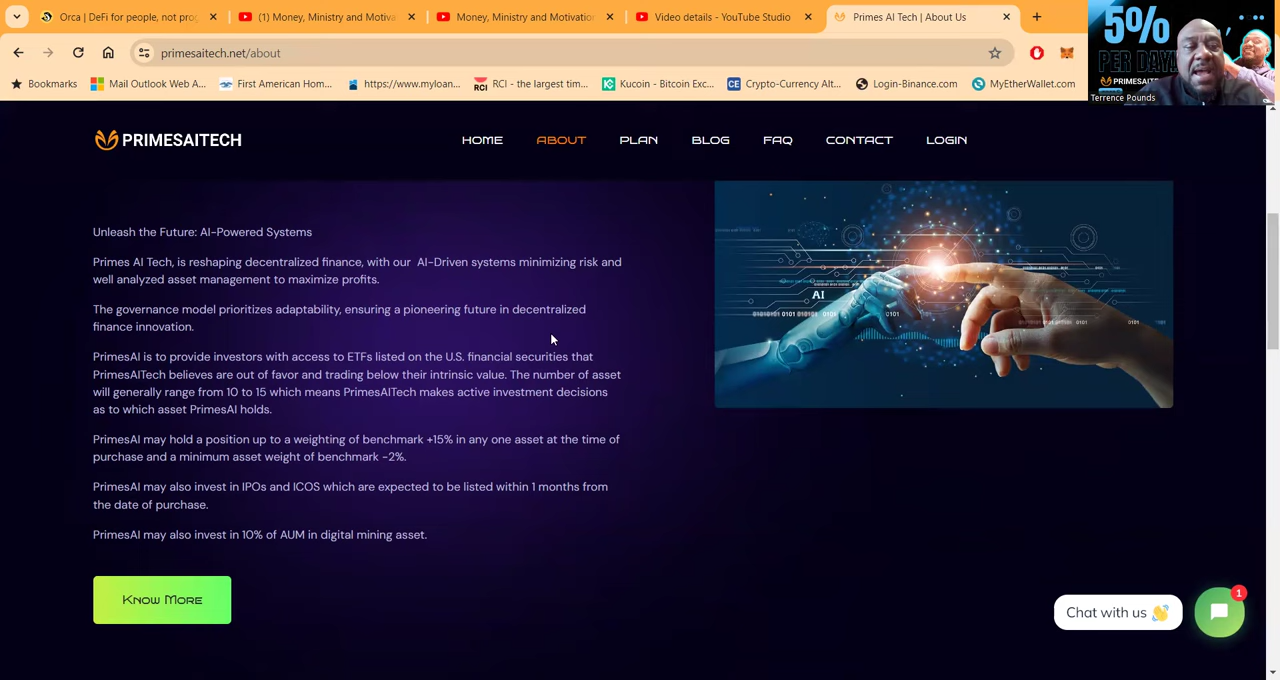 Orca | DeFi for people, not prog
(1) Money, Ministry and Motiva
Money, Ministry and Motivation
Video details - YouTube Studio
Primes AI Tech | About Us
primesaitech.net/about
Bookmarks
Mail Outlook Web A...
First American Hom...
https://www.myloan...
RCI - the largest tim...
Kucoin - Bitcoin Exc...
Crypto-Currency Alt...
Login-Binance.com
MyEtherWallet.com
5%
PER DAY!
PRIMESAITECH
Terrence Pounds
PRIMESAITECH
HOME
ABOUT
PLAN
BLOG
FAQ
CONTACT
LOGIN
Unleash the Future: AI-Powered Systems
Primes AI Tech, is reshaping decentralized finance, with our AI-Driven systems minimizing risk and
well analyzed asset management to maximize profits.
The governance model prioritizes adaptability, ensuring a pioneering future in decentralized
finance innovation.
PrimesAI is to provide investors with access to ETFs listed on the U.S. financial securities that
PrimesAITech believes are out of favor and trading below their intrinsic value. The number of asset
will generally range from 10 to 15 which means PrimesAITech makes active investment decisions
as to which asset PrimesAI holds.
PrimesAI may hold a position up to a weighting of benchmark +15% in any one asset at the time of
purchase and a minimum asset weight of benchmark -2%.
PrimesAI may also invest in IPOs and ICOS which are expected to be listed within 1 months from
the date of purchase.
PrimesAI may also invest in 10% of AUM in digital mining asset.
Know More
AI
Chat with us 👋
1